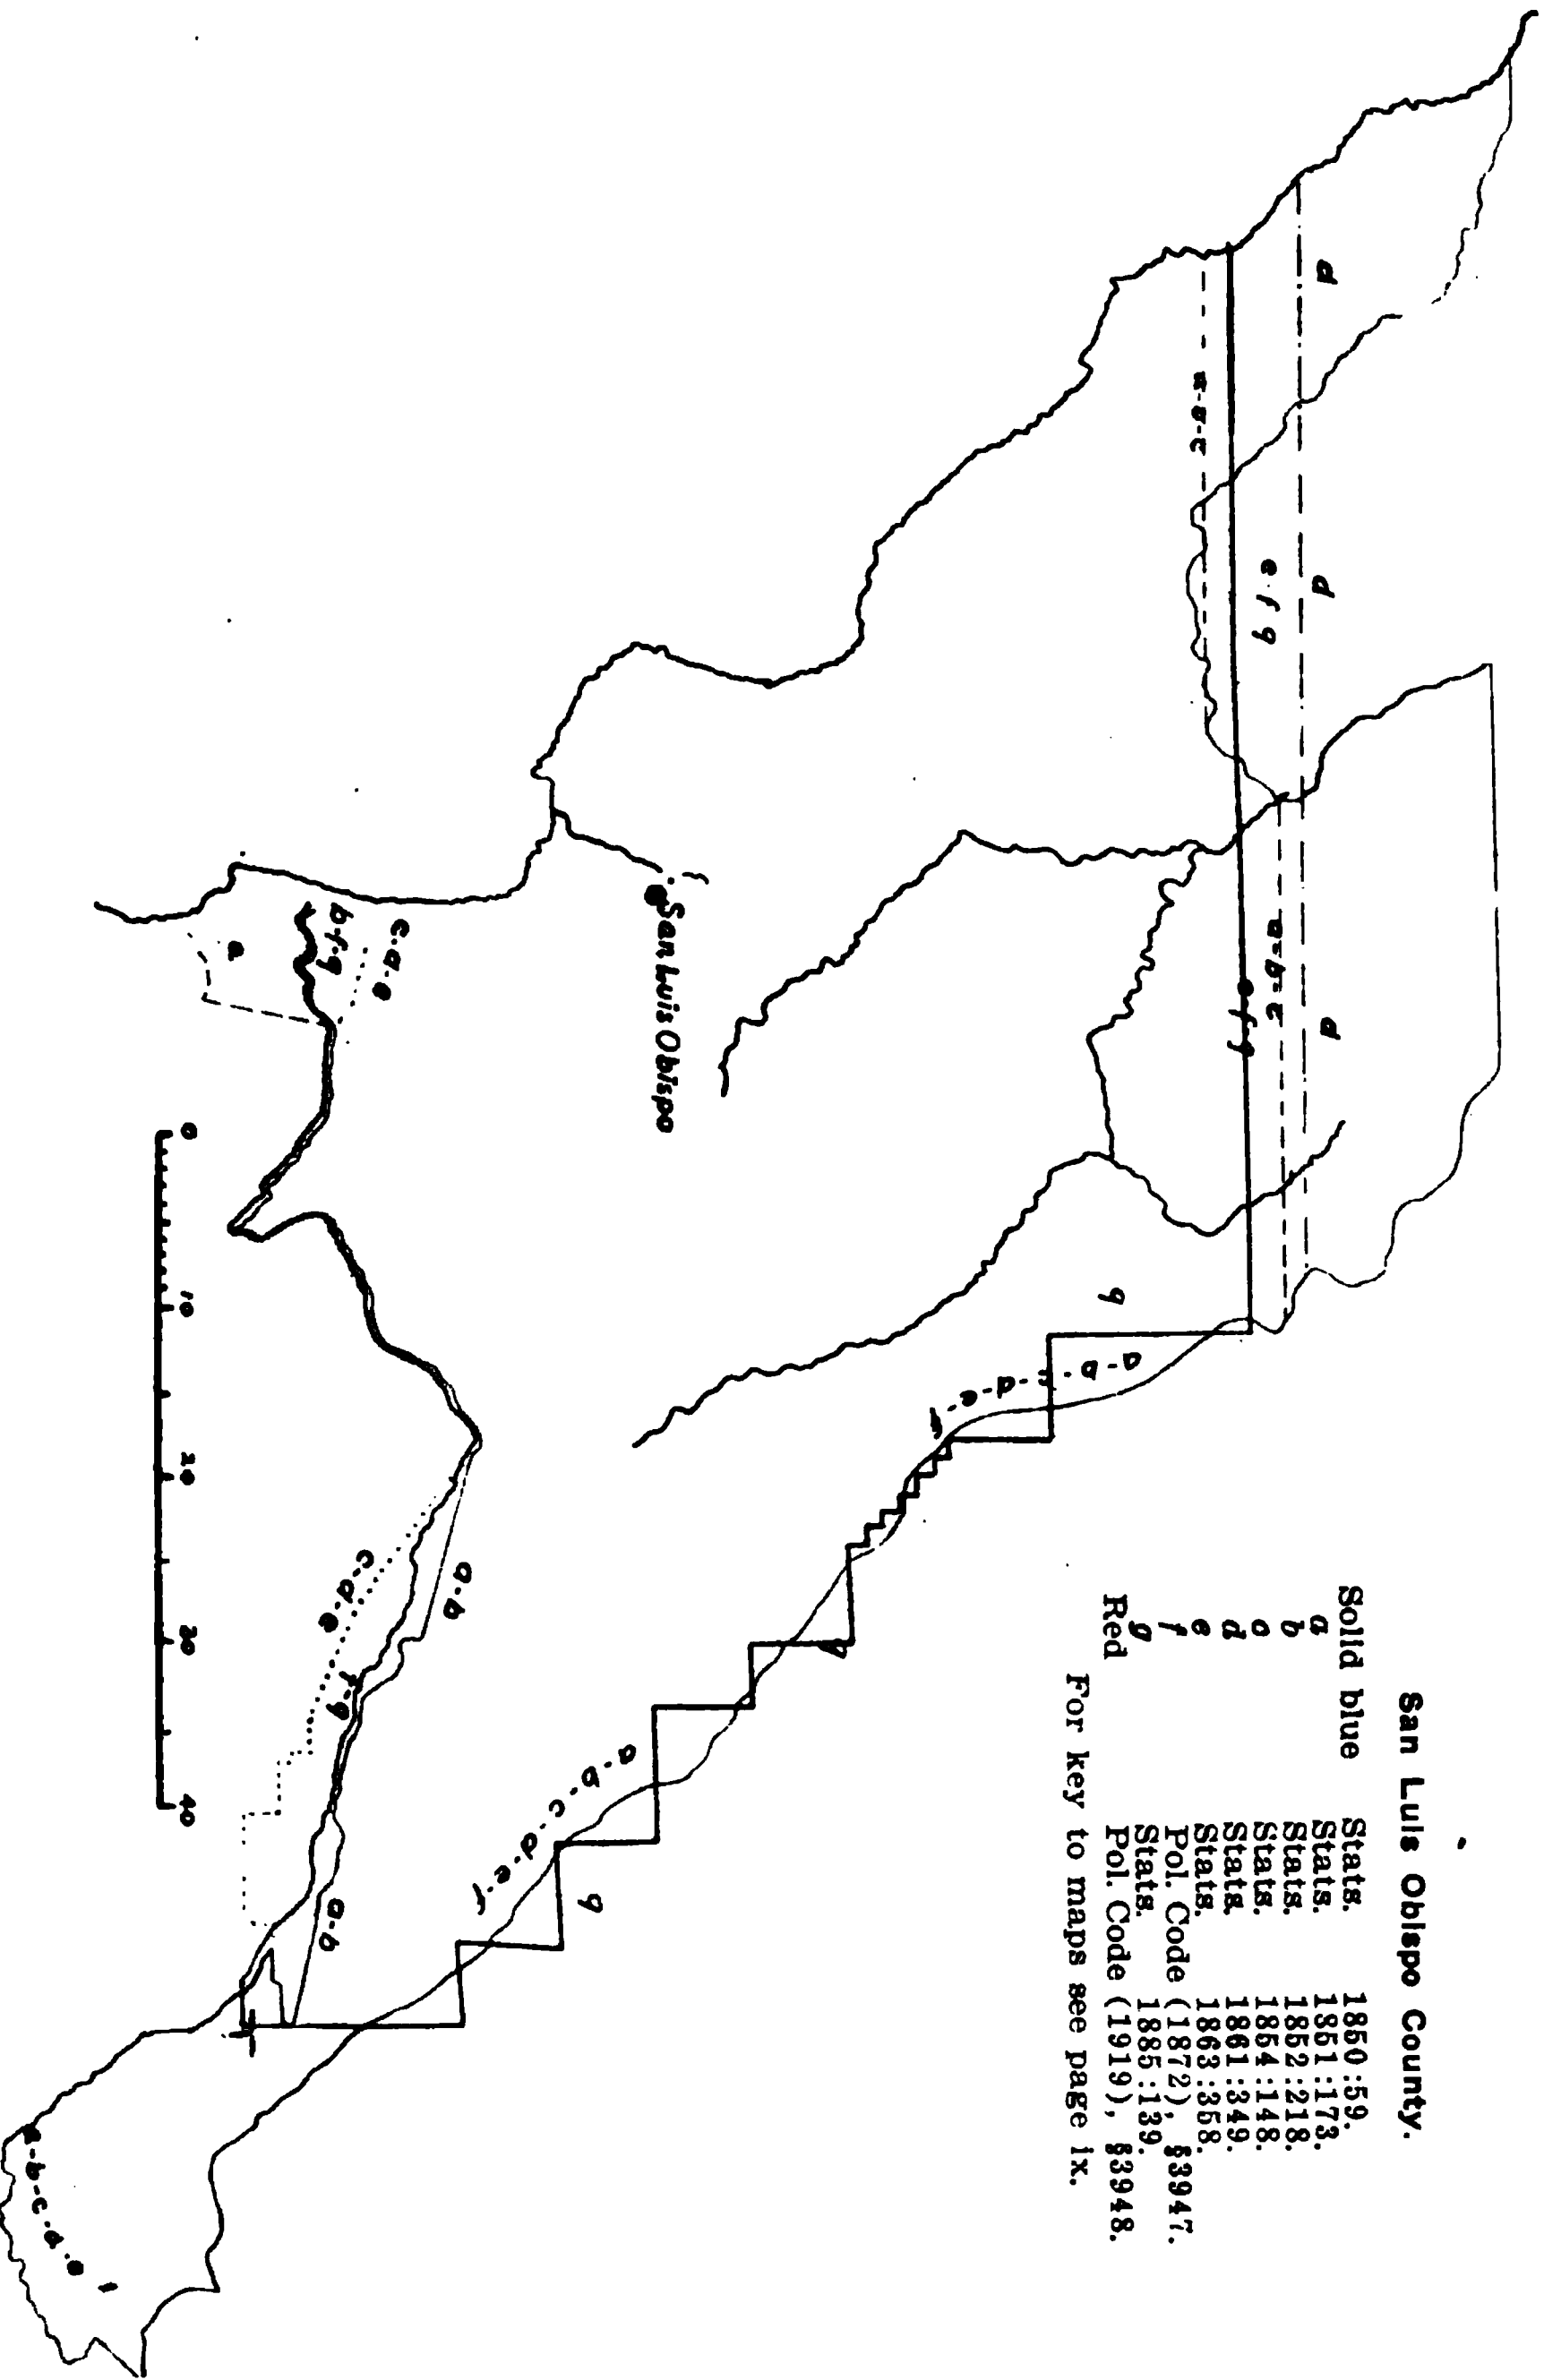 San Luis Obispo County.
Solid blue Stats. 1850:59.
a Stats. 1851:173.
b Stats. 1852:218.
c Stats. 1854:148.
d Stats. 1861:349.
e Stats. 1863:358.
f Pol. Code (1872), §3947.
g Stats. 1885:139.
Red Pol. Code (1919), §3948.
For key to maps see page ix.
d
d
d
a-b-c
e-f-g
a-b-c
f-g
g
a-b-c-d-e-f
San Luis Obispo
c-d-e
b-f-g
a
0 10 20 30 40
a-b
c-d-e
f-g
a-b-c-d-e-f
g
a-b
a-b-c-d-e-f